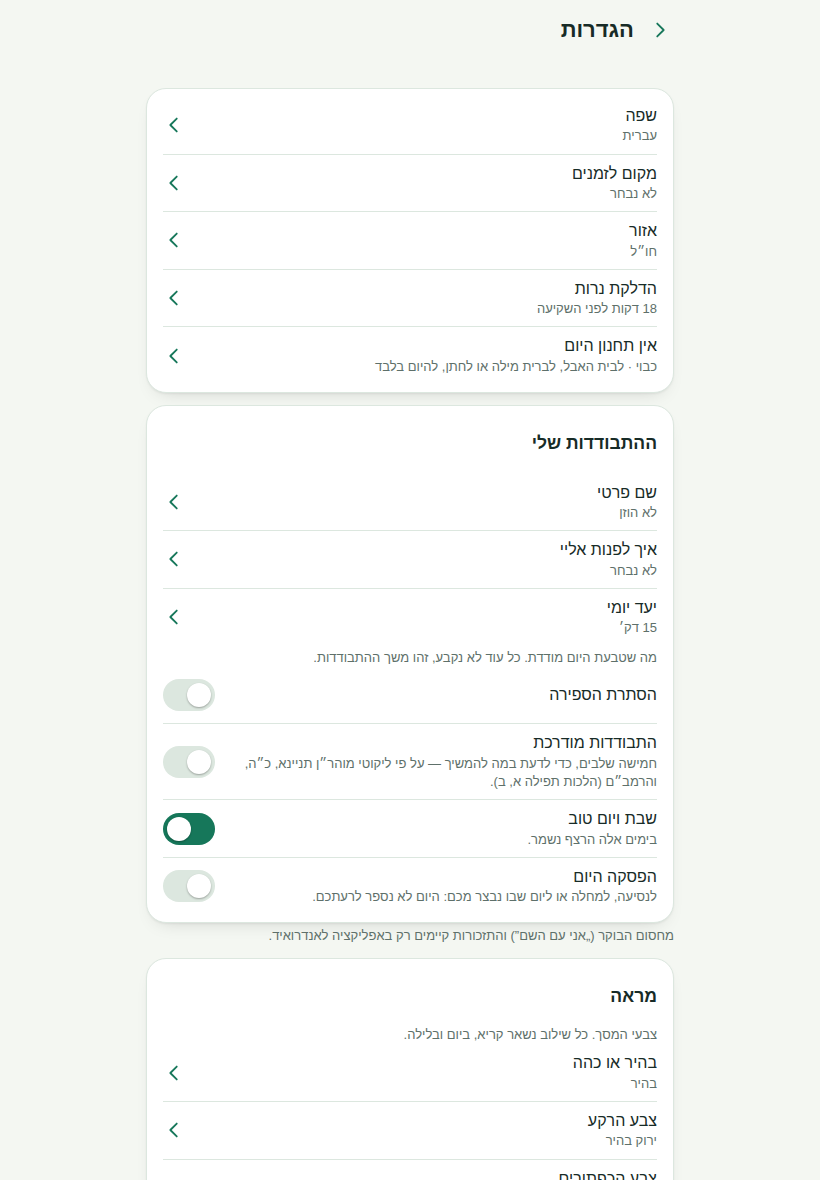 הגדרות
שפה
עברית
מקום לזמנים
לא נבחר
אזור
חו״ל
הדלקת נרות
18 דקות לפני השקיעה
אין תחנון היום
כבוי · לבית האבל, לברית מילה או לחתן, להיום בלבד
ההתבודדות שלי
שם פרטי
לא הוזן
איך לפנות אליי
לא נבחר
יעד יומי
15 דק׳
מה שטבעת היום מודדת. כל עוד לא נקבע, זהו משך ההתבודדות.
הסתרת הספירה
התבודדות מודרכת
חמישה שלבים, כדי לדעת במה להמשיך — על פי ליקוטי מוהר״ן תניינא, כ״ה,
והרמב״ם (הלכות תפילה א, ב).
שבת ויום טוב
בימים אלה הרצף נשמר.
הפסקה היום
לנסיעה, למחלה או ליום שבו נבצר מכם: היום לא נספר לרעתכם.
מחסום הבוקר („אני עם השם”) והתזכורות קיימים רק באפליקציה לאנדרואיד.
מראה
צבעי המסך. כל שילוב נשאר קריא, ביום ובלילה.
בהיר או כהה
בהיר
צבע הרקע
ירוק בהיר
צבע הכפתורים